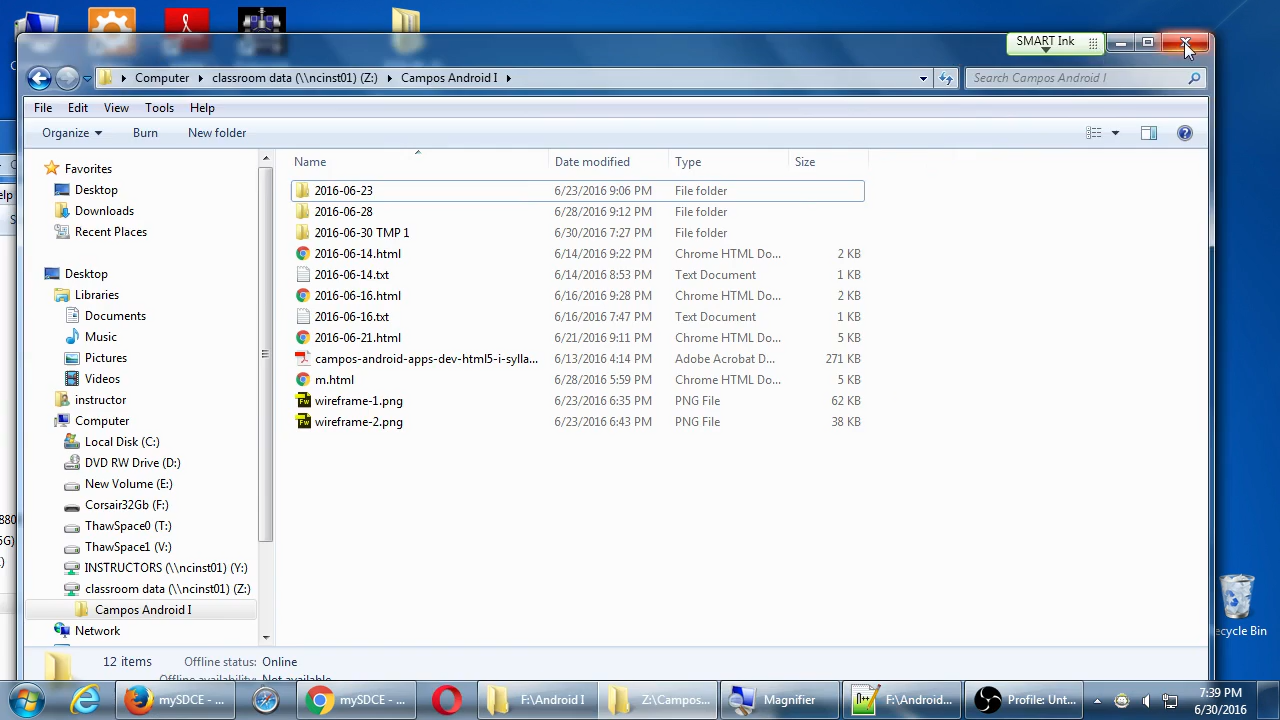 SMART Ink
Computer classroom data (\\ncinst01) (Z:) Campos Android I
Search Campos Android I
File Edit View Tools Help
Organize Burn New folder
Name Date modified Type Size
Favorites
Desktop
Downloads
Recent Places
Desktop
Libraries
Documents
Music
Pictures
Videos
instructor
Computer
Local Disk (C:)
DVD RW Drive (D:)
New Volume (E:)
Corsair32Gb (F:)
ThawSpace0 (T:)
ThawSpace1 (V:)
INSTRUCTORS (\\ncinst01) (Y:)
classroom data (\\ncinst01) (Z:)
Campos Android I
Network
2016-06-23 6/23/2016 9:06 PM File folder
2016-06-28 6/28/2016 9:12 PM File folder
2016-06-30 TMP 1 6/30/2016 7:27 PM File folder
2016-06-14.html 6/14/2016 9:22 PM Chrome HTML Do... 2 KB
2016-06-14.txt 6/14/2016 8:53 PM Text Document 1 KB
2016-06-16.html 6/16/2016 9:28 PM Chrome HTML Do... 2 KB
2016-06-16.txt 6/16/2016 7:47 PM Text Document 1 KB
2016-06-21.html 6/21/2016 9:11 PM Chrome HTML Do... 5 KB
campos-android-apps-dev-html5-i-sylla... 6/13/2016 4:14 PM Adobe Acrobat D... 271 KB
m.html 6/28/2016 5:59 PM Chrome HTML Do... 5 KB
wireframe-1.png 6/23/2016 6:35 PM PNG File 62 KB
wireframe-2.png 6/23/2016 6:43 PM PNG File 38 KB
ecycle Bin
12 items Offline status: Online
mySDCE - ... mySDCE - ... F:\Android I Z:\Campos... Magnifier F:\Android... Profile: Unt...
7:39 PM
6/30/2016